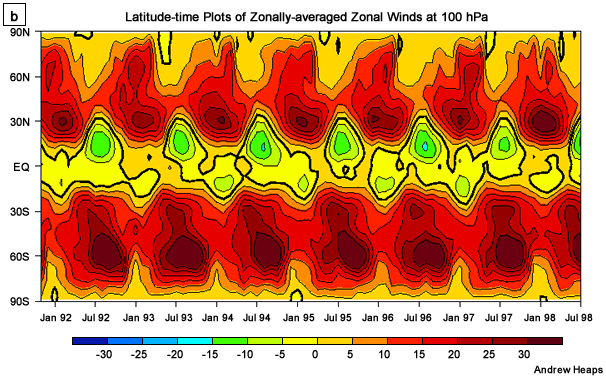 b
Latitude-time Plots of Zonally-averaged Zonal Winds at 100 hPa
90N
60N
30N
EQ
30S
60S
90S
Jan 92 Jul 92 Jan 93 Jul 93 Jan 94 Jul 94 Jan 95 Jul 95 Jan 96 Jul 96 Jan 97 Jul 97 Jan 98 Jul 98
-30 -25 -20 -15 -10 -5 0 5 10 15 20 25 30
Andrew Heaps